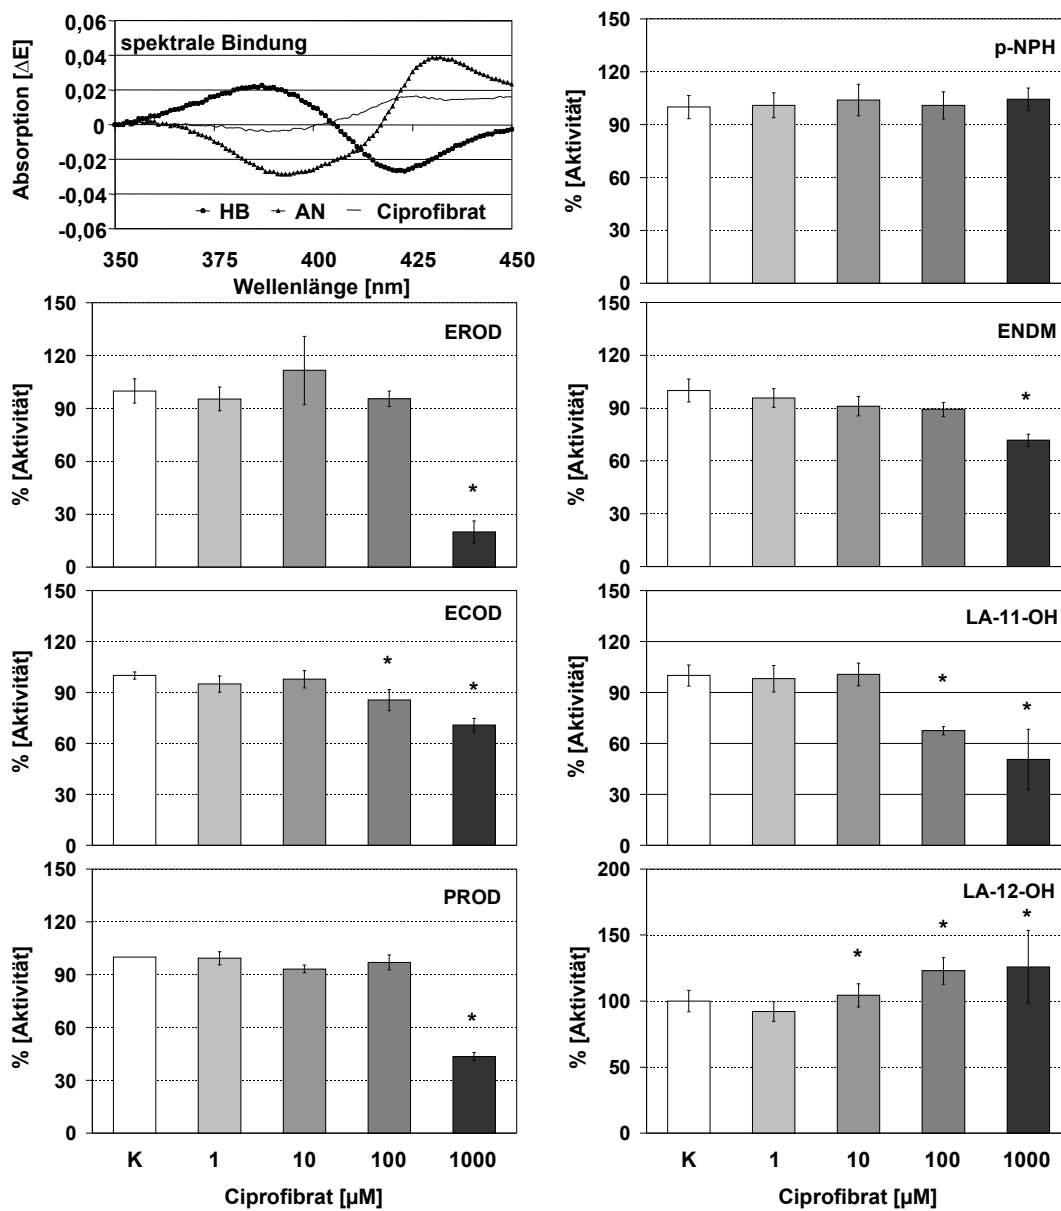 spektrale Bindung
Absorption [ΔE]
0,06
0,04
0,02
0
-0,02
-0,04
-0,06
HB AN Ciprofibrat
350 375 400 425 450
Wellenlänge [nm]
p-NPH
% [Aktivität]
150
120
90
60
30
0
EROD
% [Aktivität]
150
120
90
60
30
0
*
ENDM
% [Aktivität]
150
120
90
60
30
0
*
ECOD
% [Aktivität]
150
120
90
60
30
0
* *
LA-11-OH
% [Aktivität]
150
120
90
60
30
0
* *
PROD
% [Aktivität]
150
120
90
60
30
0
*
K 1 10 100 1000
Ciprofibrat [µM]
LA-12-OH
% [Aktivität]
200
150
100
50
0
* * *
K 1 10 100 1000
Ciprofibrat [µM]